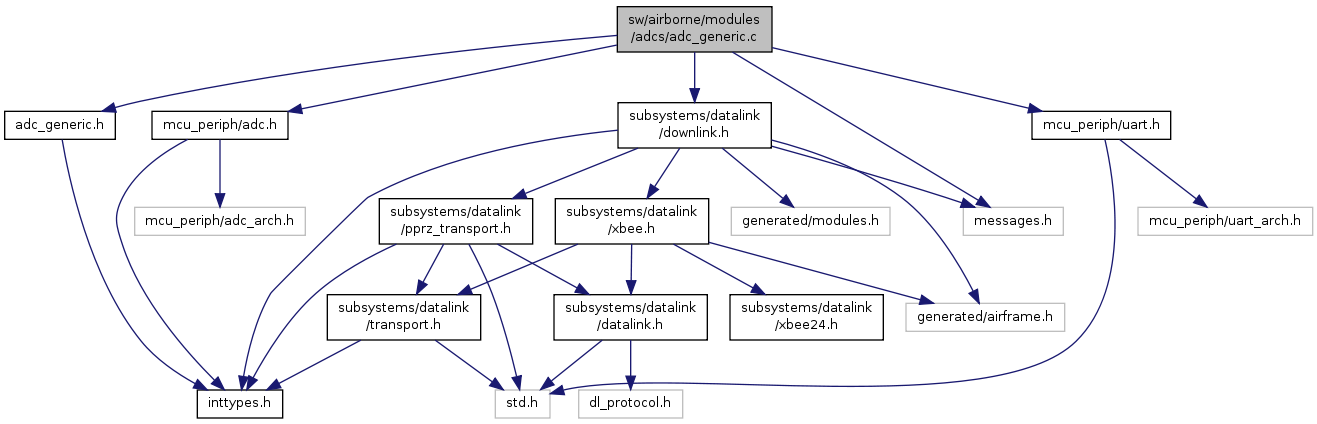 sw/airborne/modules
/adcs/adc_generic.c
adc_generic.h
mcu_periph/adc.h
subsystems/datalink
/downlink.h
mcu_periph/uart.h
mcu_periph/adc_arch.h
subsystems/datalink
/pprz_transport.h
subsystems/datalink
/xbee.h
generated/modules.h
messages.h
mcu_periph/uart_arch.h
subsystems/datalink
/transport.h
subsystems/datalink
/datalink.h
subsystems/datalink
/xbee24.h
generated/airframe.h
inttypes.h
std.h
dl_protocol.h